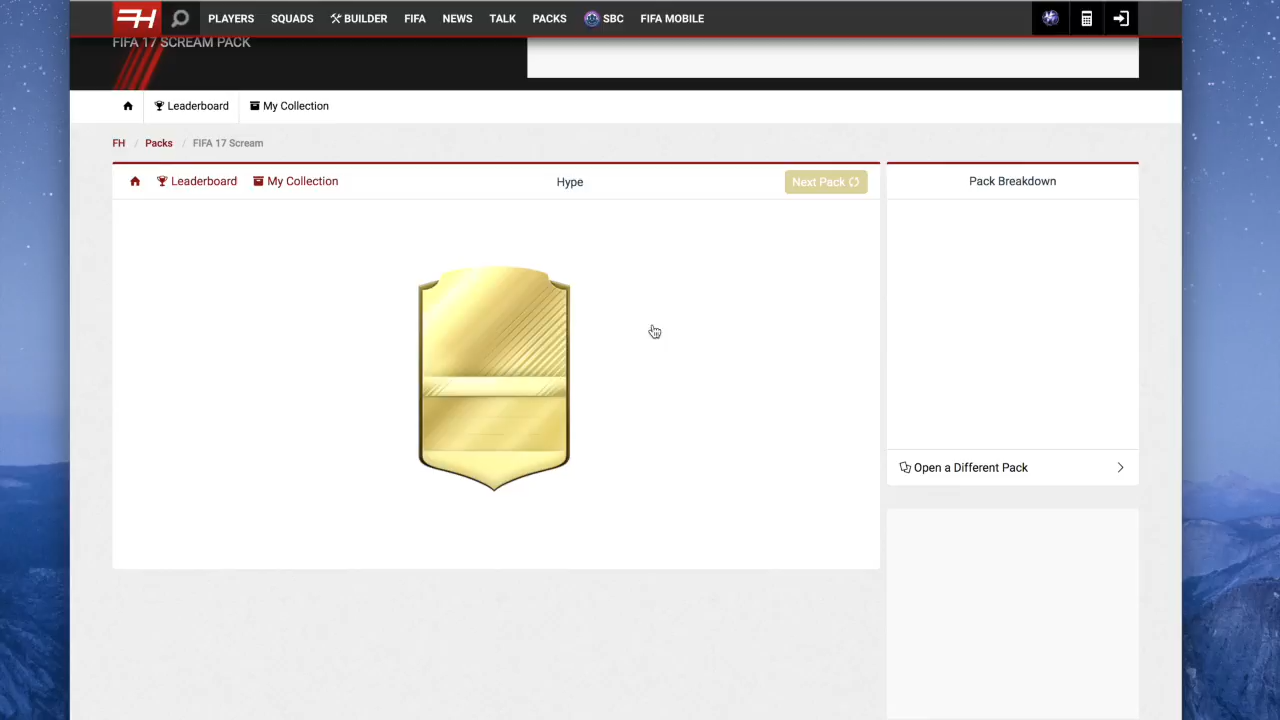 FH PLAYERS SQUADS BUILDER FIFA NEWS TALK PACKS SBC FIFA MOBILE
FIFA 17 SCREAM PACK
Leaderboard My Collection
FH / Packs / FIFA 17 Scream
Leaderboard My Collection Hype Next Pack
Pack Breakdown
Open a Different Pack